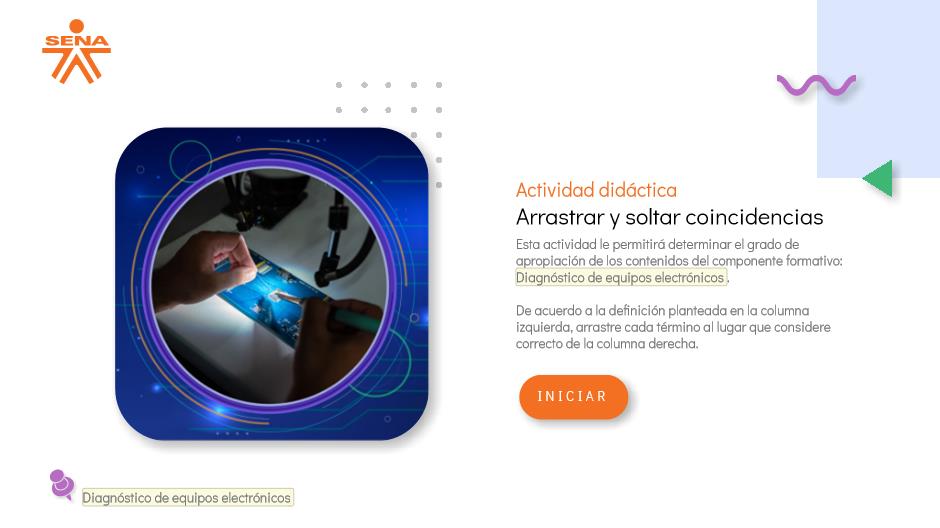 SENA
Actividad didáctica
Arrastrar y soltar coincidencias
Esta actividad le permitirá determinar el grado de
apropiación de los contenidos del componente formativo:
Diagnóstico de equipos electrónicos .
De acuerdo a la definición planteada en la columna
izquierda, arrastre cada término al lugar que considere
correcto de la columna derecha.
INICIAR
Diagnóstico de equipos electrónicos